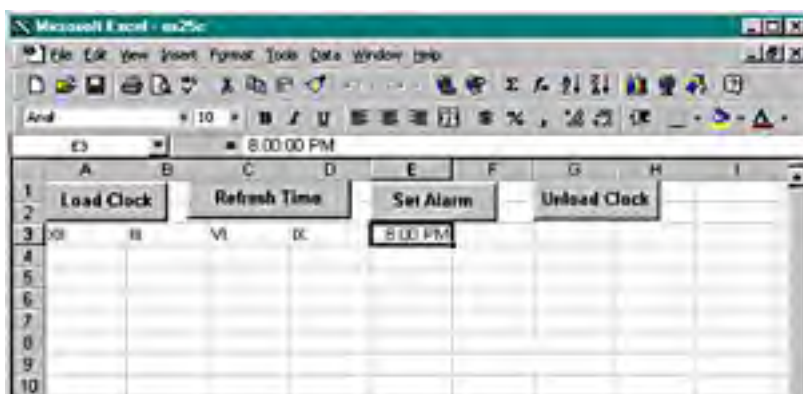 Microsoft Excel - ex25c
File Edit View Insert Format Tools Data Window Help
Arial 10 B I U $ % ,
E3 = 8:00:00 PM
A B C D E F G H I
1 Load Clock Refresh Time Set Alarm Unload Clock
2
3 XII III VI IX 8:00 PM
4
5
6
7
8
9
10